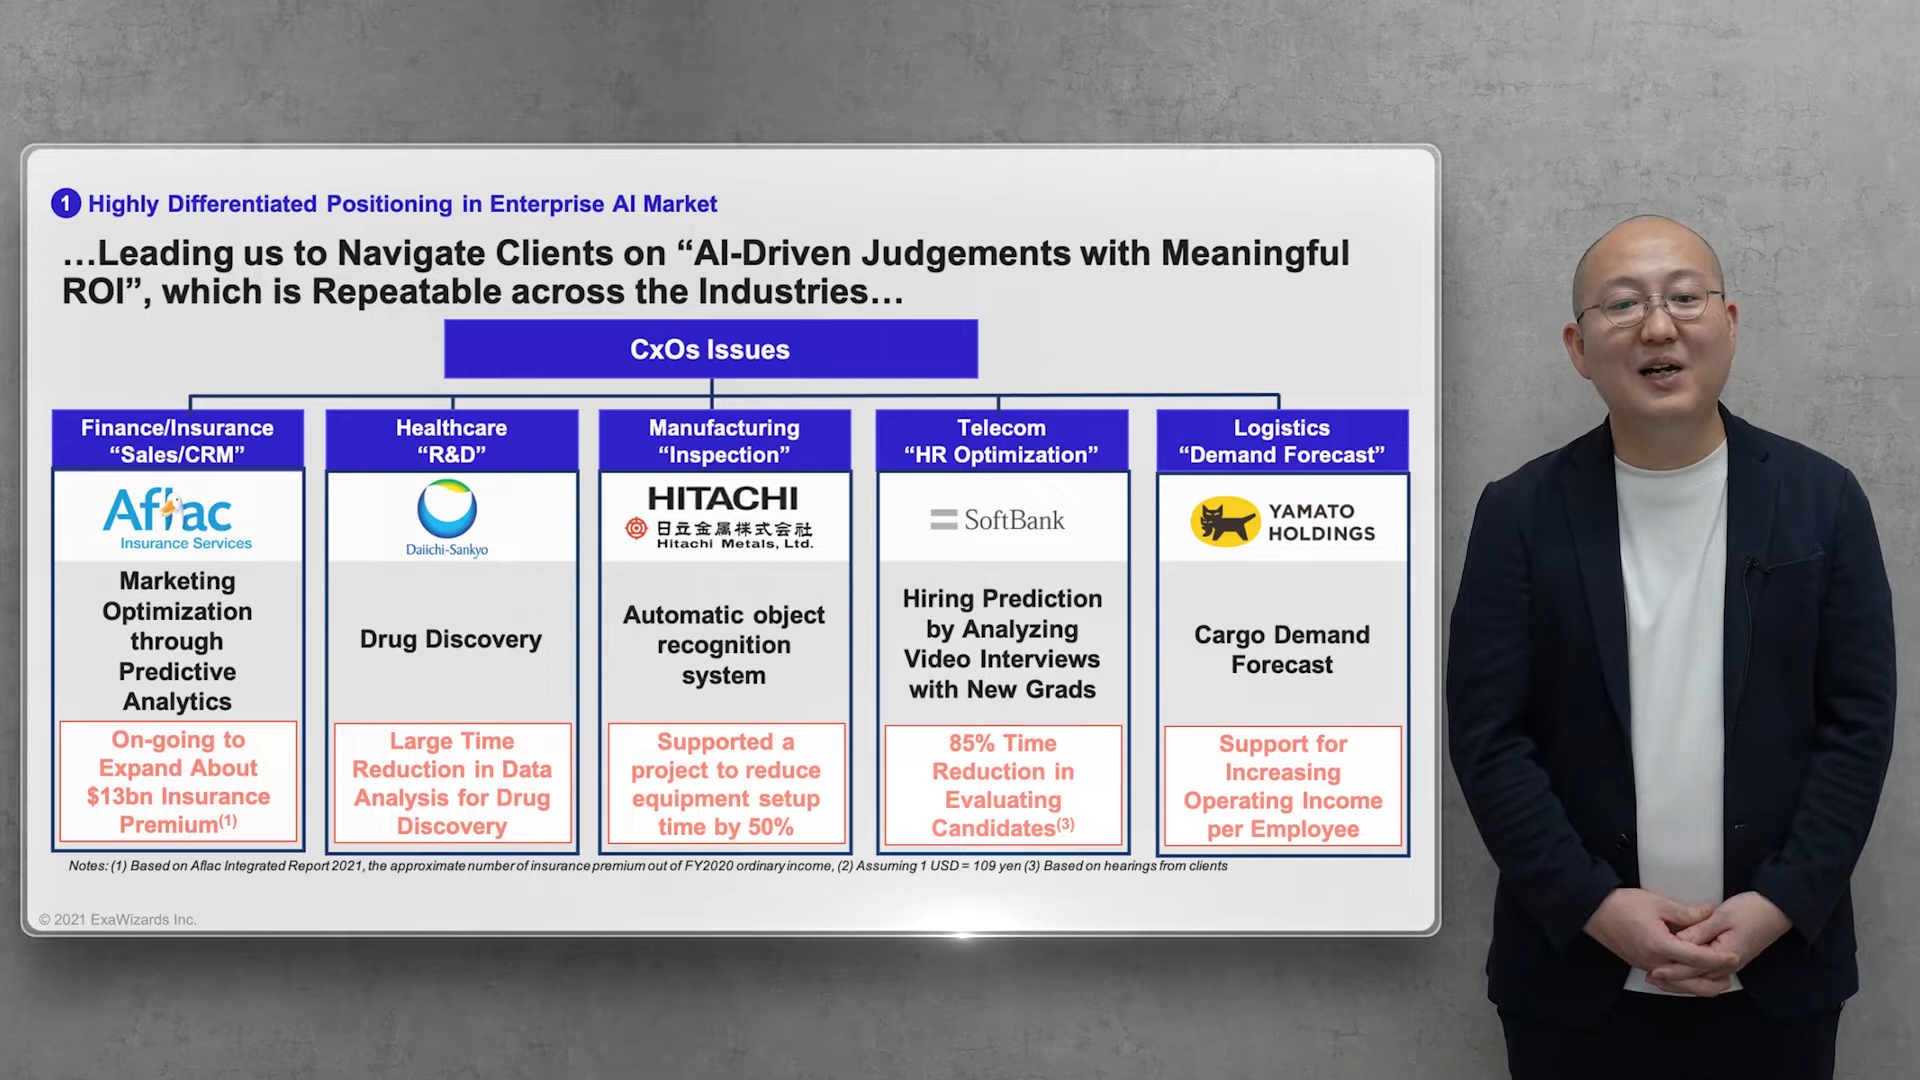 1 Highly Differentiated Positioning in Enterprise AI Market
…Leading us to Navigate Clients on “AI-Driven Judgements with Meaningful
ROI”, which is Repeatable across the Industries…
CxOs Issues
Finance/Insurance
“Sales/CRM”
Aflac
Insurance Services
Marketing
Optimization
through
Predictive
Analytics
On-going to
Expand About
$13bn Insurance
Premium(1)
Healthcare
“R&D”
Daiichi-Sankyo
Drug Discovery
Large Time
Reduction in Data
Analysis for Drug
Discovery
Manufacturing
“Inspection”
HITACHI
日立金属株式会社
Hitachi Metals, Ltd.
Automatic object
recognition
system
Supported a
project to reduce
equipment setup
time by 50%
Telecom
“HR Optimization”
SoftBank
Hiring Prediction
by Analyzing
Video Interviews
with New Grads
85% Time
Reduction in
Evaluating
Candidates(3)
Logistics
“Demand Forecast”
YAMATO
HOLDINGS
Cargo Demand
Forecast
Support for
Increasing
Operating Income
per Employee
Notes: (1) Based on Aflac Integrated Report 2021, the approximate number of insurance premium out of FY2020 ordinary income, (2) Assuming 1 USD = 109 yen (3) Based on hearings from clients
© 2021 ExaWizards Inc.